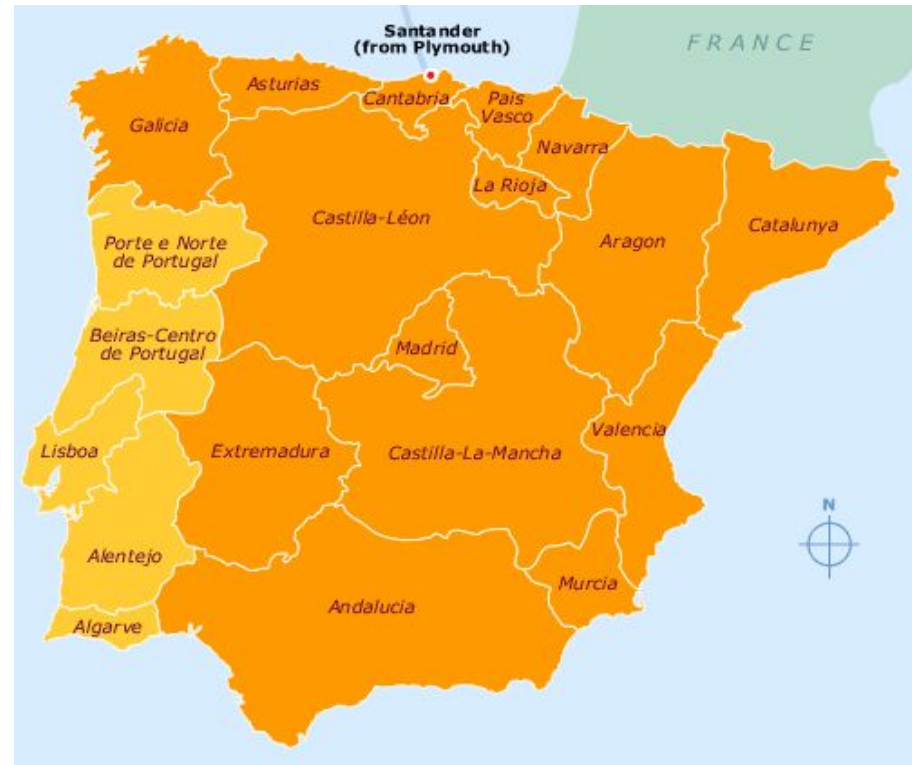 Santander
(from Plymouth)
FRANCE
Asturias
Cantabria
Pais
Vasco
Galicia
Navarra
La Rioja
Castilla-Léon
Catalunya
Aragon
Porte e Norte
de Portugal
Beiras-Centro
de Portugal
Madrid
Valencia
Lisboa
Extremadura
Castilla-La-Mancha
N
Alentejo
Murcia
Andalucia
Algarve